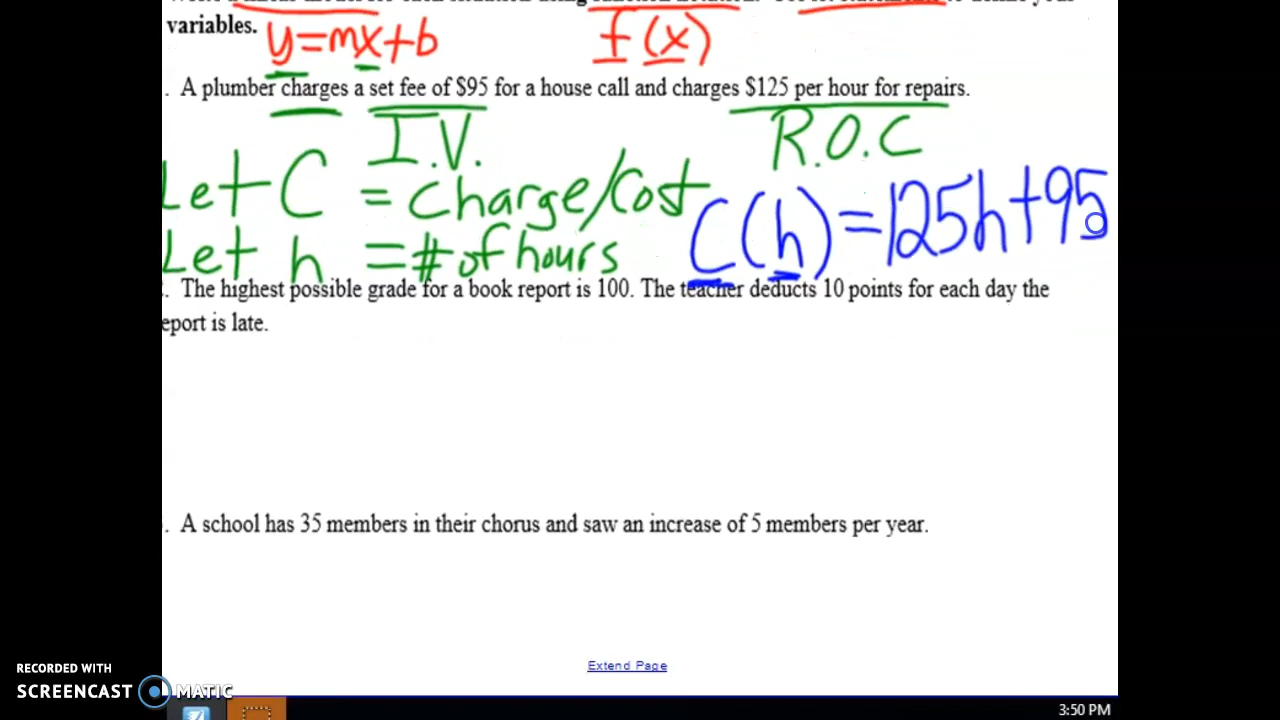 variables. y=mx+b f(x)
. A plumber charges a set fee of $95 for a house call and charges $125 per hour for repairs.
I.V. R.O.C
Let C = charge/cost
C(h)=125h+95
Let h = # of hours
. The highest possible grade for a book report is 100. The teacher deducts 10 points for each day the
eport is late.
. A school has 35 members in their chorus and saw an increase of 5 members per year.
Extend Page
RECORDED WITH
SCREENCAST MATIC
3:50 PM